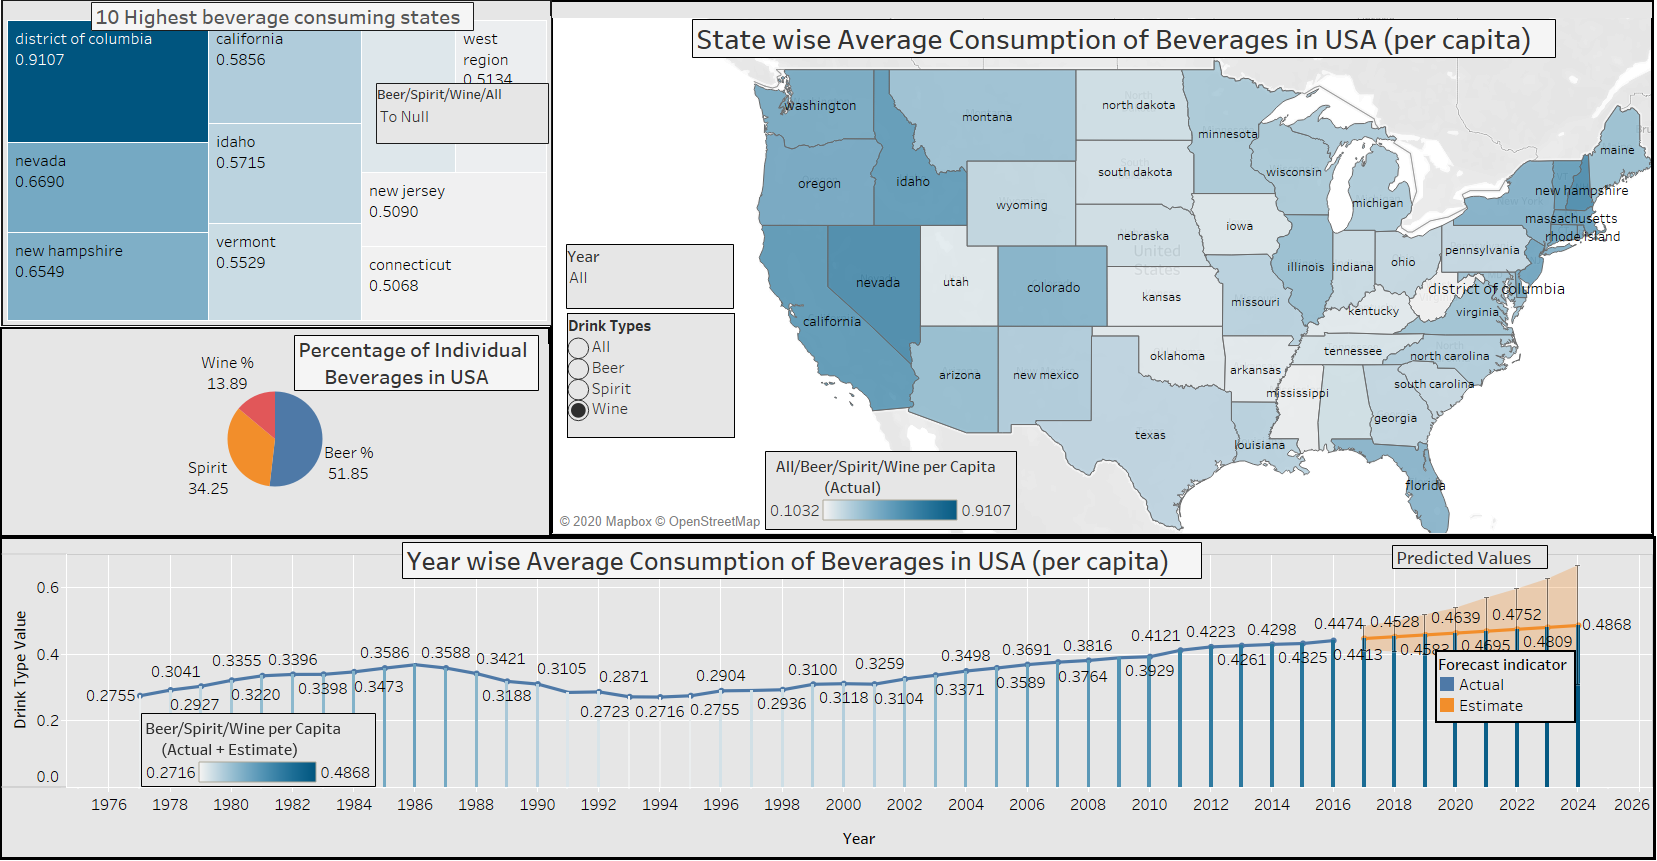 10 Highest beverage consuming states
district of columbia
0.9107
nevada
0.6690
new hampshire
0.6549
california
0.5856
idaho
0.5715
vermont
0.5529
west
region
0.5134
Beer/Spirit/Wine/All
To Null
new jersey
0.5090
connecticut
0.5068
Percentage of Individual
Beverages in USA
Wine %
13.89
Beer %
51.85
Spirit
34.25
State wise Average Consumption of Beverages in USA (per capita)
washington
montana
north dakota
minnesota
maine
oregon
idaho
south dakota
wisconsin
new hampshire
New York
wyoming
michigan
massachusetts
iowa
nebraska
rhode island
United
States
pennsylvania
nevada
utah
colorado
illinois
indiana
ohio
kansas
missouri
district of columbia
california
kentucky
virginia
oklahoma
tennessee
north carolina
arizona
new mexico
arkansas
south carolina
mississippi
georgia
texas
louisiana
florida
Year
All
Drink Types
All
Beer
Spirit
Wine
All/Beer/Spirit/Wine per Capita
(Actual)
0.1032
0.9107
© 2020 Mapbox © OpenStreetMap
Year wise Average Consumption of Beverages in USA (per capita)
Predicted Values
Drink Type Value
0.6
0.4
0.2
0.0
0.2755
0.3041
0.2927
0.3355
0.3220
0.3396
0.3398
0.3473
0.3586
0.3588
0.3421
0.3188
0.3105
0.2723
0.2871
0.2716
0.2755
0.2904
0.2936
0.3100
0.3118
0.3259
0.3104
0.3371
0.3498
0.3589
0.3691
0.3764
0.3816
0.3929
0.4121
0.4223
0.4261
0.4298
0.4325
0.4474
0.4413
0.4528
0.4583
0.4639
0.4695
0.4752
0.4809
0.4868
Forecast indicator
Actual
Estimate
Beer/Spirit/Wine per Capita
(Actual + Estimate)
0.2716
0.4868
1976
1978
1980
1982
1984
1986
1988
1990
1992
1994
1996
1998
2000
2002
2004
2006
2008
2010
2012
2014
2016
2018
2020
2022
2024
2026
Year